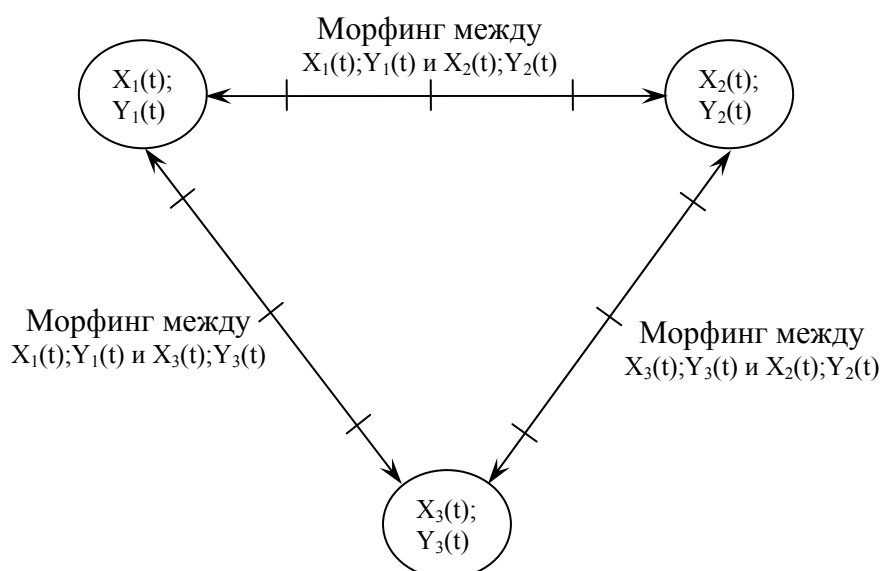 Морфинг между
X₁(t);Y₁(t) и X₂(t);Y₂(t)
X₁(t);
Y₁(t)
X₂(t);
Y₂(t)
Морфинг между
X₁(t);Y₁(t) и X₃(t);Y₃(t)
Морфинг между
X₃(t);Y₃(t) и X₂(t);Y₂(t)
X₃(t);
Y₃(t)